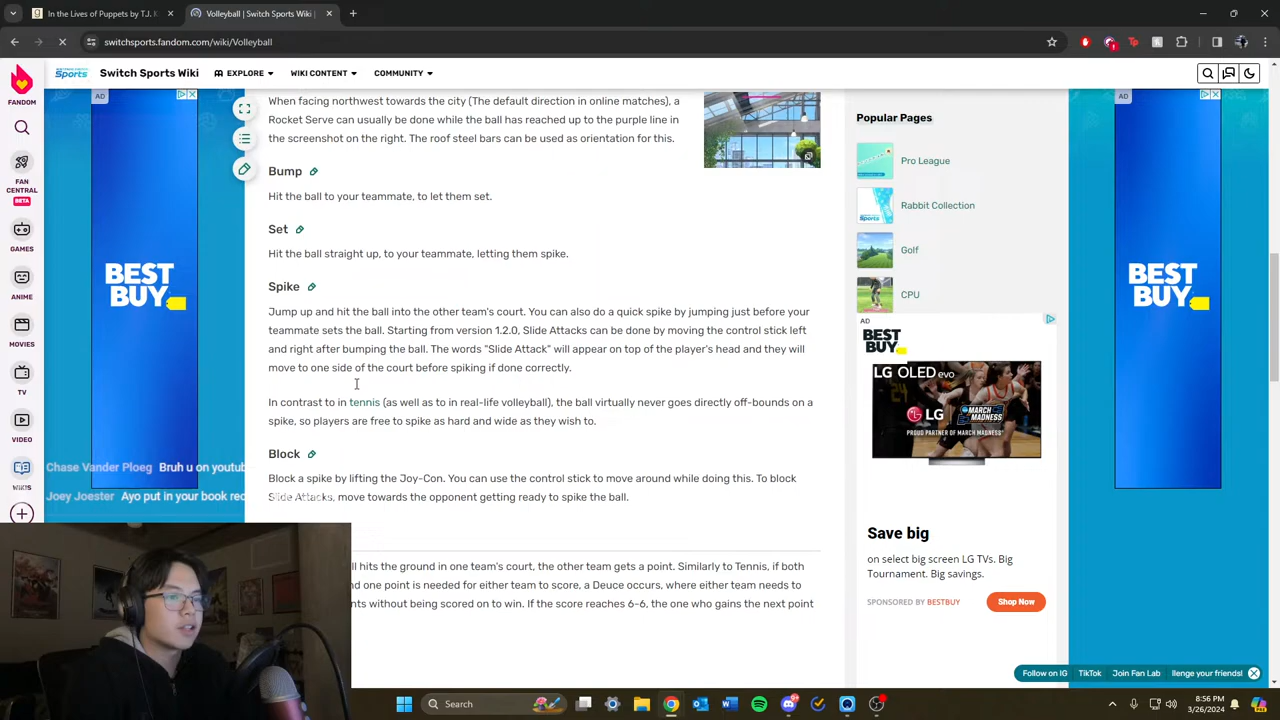 In the Lives of Puppets by T.J. K
Volleyball | Switch Sports Wiki |
switchsports.fandom.com/wiki/Volleyball
FANDOM
Sports
Switch Sports Wiki
EXPLORE
WIKI CONTENT
COMMUNITY
AD
AD
When facing northwest towards the city (The default direction in online matches), a
Rocket Serve can usually be done while the ball has reached up to the purple line in
the screenshot on the right. The roof steel bars can be used as orientation for this.
Bump
Hit the ball to your teammate, to let them set.
Set
Hit the ball straight up, to your teammate, letting them spike.
Spike
Jump up and hit the ball into the other team's court. You can also do a quick spike by jumping just before your
teammate sets the ball. Starting from version 1.2.0, Slide Attacks can be done by moving the control stick left
and right after bumping the ball. The words "Slide Attack" will appear on top of the player's head and they will
move to one side of the court before spiking if done correctly.
In contrast to in tennis (as well as to in real-life volleyball), the ball virtually never goes directly off-bounds on a
spike, so players are free to spike as hard and wide as they wish to.
Block
Block a spike by lifting the Joy-Con. You can use the control stick to move around while doing this. To block
Slide Attacks, move towards the opponent getting ready to spike the ball.
ll hits the ground in one team's court, the other team gets a point. Similarly to Tennis, if both
nd one point is needed for either team to score, a Deuce occurs, where either team needs to
nts without being scored on to win. If the score reaches 6-6, the one who gains the next point
FAN
CENTRAL
BETA
GAMES
ANIME
MOVIES
TV
VIDEO
WIKIS
BEST
BUY
Chase Vander Ploeg Bruh u on youtub
Joey Joester Ayo put in your book rec
Popular Pages
Pro League
Rabbit Collection
Golf
CPU
AD
BEST
BUY
LG OLED evo
LG
MARCH MADNESS
PROUD PARTNER OF MARCH MADNESS
Save big
on select big screen LG TVs. Big
Tournament. Big savings.
SPONSORED BY BESTBUY
Shop Now
BEST
BUY
Follow on IG
TikTok
Join Fan Lab
llenge your friends!
Search
8:56 PM
3/26/2024